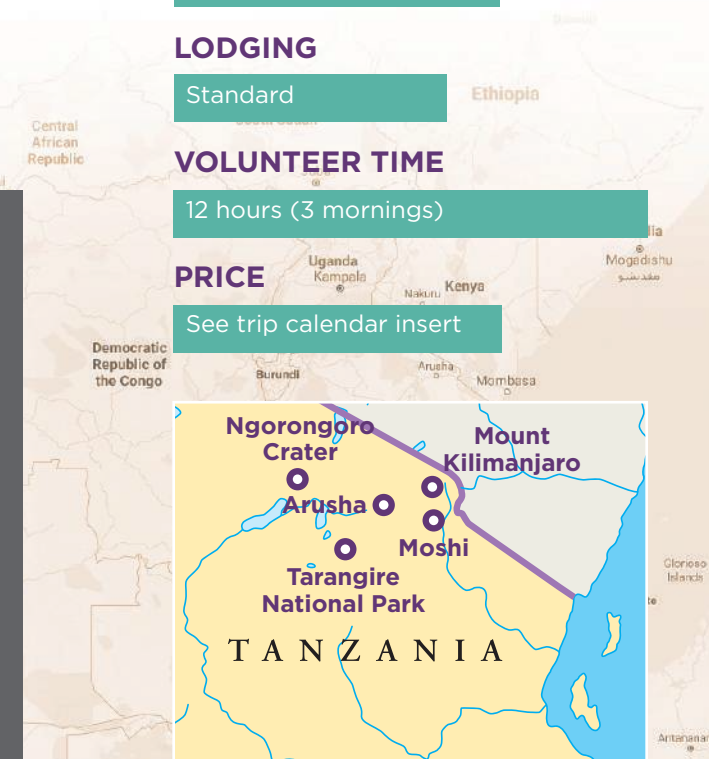 LODGING
Standard
Ethiopia
Central
African
Republic
VOLUNTEER TIME
12 hours (3 mornings)
Mogadishu
مقديشو
Uganda
Kampala
PRICE
Nakuru
Kenya
See trip calendar insert
Democratic
Republic of
the Congo
Burundi
Arusha
Mombasa
Ngorongoro
Crater
Mount
Kilimanjaro
Arusha
Moshi
Tarangire
National Park
TANZANIA
Glorioso
Islands